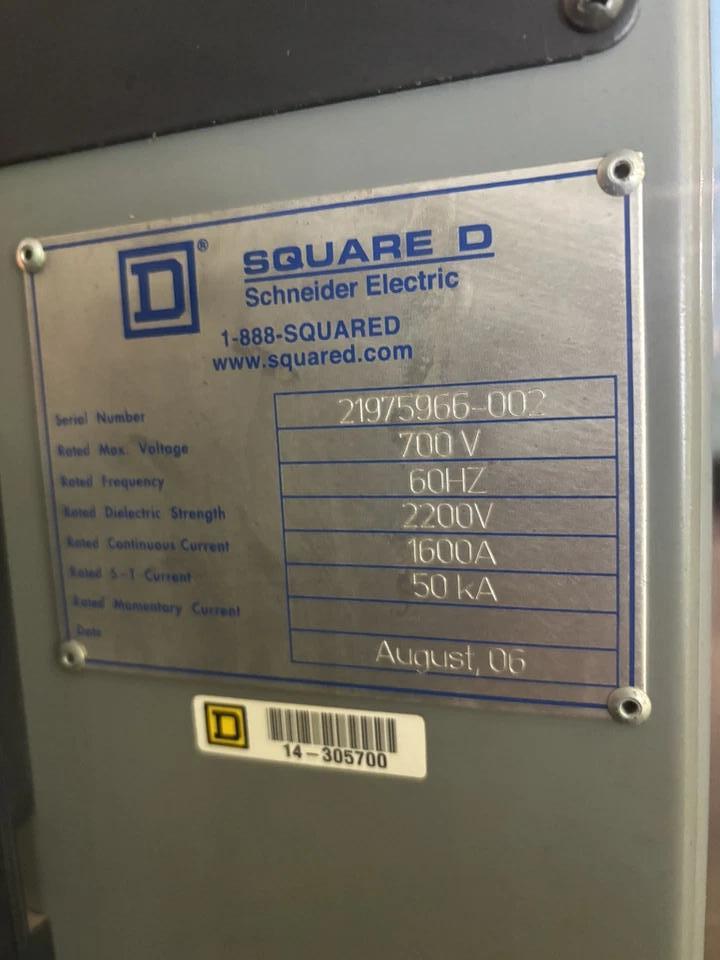 D®
SQUARE D
Schneider Electric
1-888-SQUARED
www.squared.com
Serial Number 21975966-002
Rated Max. Voltage 700 V
Rated Frequency 60HZ
Rated Dielectric Strength 2200V
Rated Continuous Current 1600A
Rated S-T Current 50 kA
Rated Momentary Current
Date August, 06
D
14-305700